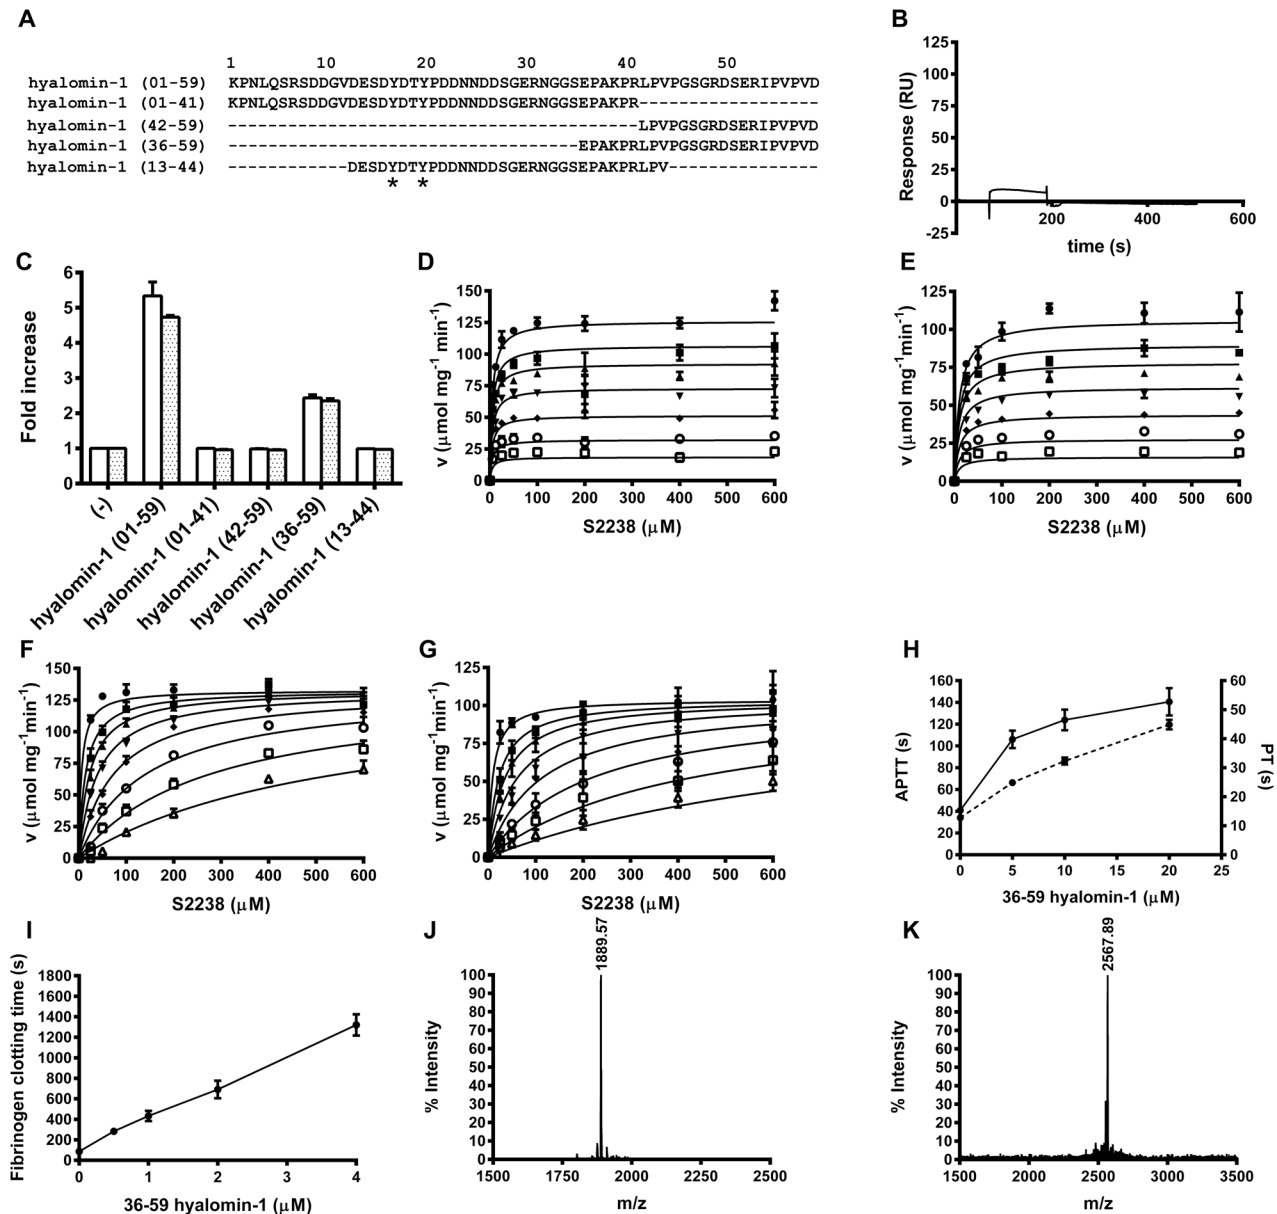 A
1 10 20 30 40 50
hyalomin-1 (01-59) KPNLQSRSDDGVDESDYDTYPDDNNDDSGERNGGSEPAKPRLPVPGSGRDSERIPVPVD
hyalomin-1 (01-41) KPNLQSRSDDGVDESDYDTYPDDNNDDSGERNGGSEPAKPR------------------
hyalomin-1 (42-59) -----------------------------------------LPVPGSGRDSERIPVPVD
hyalomin-1 (36-59) -----------------------------------EPAKPRLPVPGSGRDSERIPVPVD
hyalomin-1 (13-44) ------------DESDYDTYPDDNNDDSGERNGGSEPAKPRLPV---------------
* *
B
Response (RU)
125
100
75
50
25
0
-25
200 400 600
time (s)
C
Fold increase
6
5
4
3
2
1
0
(-)
hyalomin-1 (01-59)
hyalomin-1 (01-41)
hyalomin-1 (42-59)
hyalomin-1 (36-59)
hyalomin-1 (13-44)
D
v (μmol mg-1 min-1)
150
125
100
75
50
25
0
0 100 200 300 400 500 600
S2238 (μM)
E
v (μmol mg-1min-1)
125
100
75
50
25
0
0 100 200 300 400 500 600
S2238 (μM)
F
v (μmol mg-1min-1)
150
125
100
75
50
25
0
0 100 200 300 400 500 600
S2238 (μM)
G
v (μmol mg-1min-1)
125
100
75
50
25
0
0 100 200 300 400 500 600
S2238 (μM)
H
APTT (s)
160
140
120
100
80
60
40
20
0
PT (s)
60
50
40
30
20
10
0
0 5 10 15 20 25
36-59 hyalomin-1 (μM)
I
Fibrinogen clotting time (s)
1800
1600
1400
1200
1000
800
600
400
200
0
0 1 2 3 4
36-59 hyalomin-1 (μM)
J
1889.57
% Intensity
100
90
80
70
60
50
40
30
20
10
0
1500 1750 2000 2250 2500
m/z
K
2567.89
% Intensity
100
90
80
70
60
50
40
30
20
10
0
1500 2000 2500 3000 3500
m/z